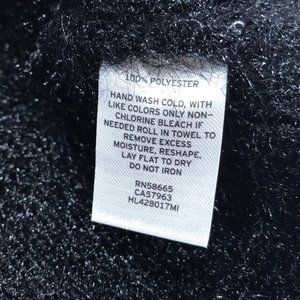 100% POLYESTER
HAND WASH COLD, WITH
LIKE COLORS ONLY NON-
CHLORINE BLEACH IF
NEEDED ROLL IN TOWEL TO
REMOVE EXCESS
MOISTURE, RESHAPE,
LAY FLAT TO DRY
DO NOT IRON
RN58665
CA57963
HL428017MI